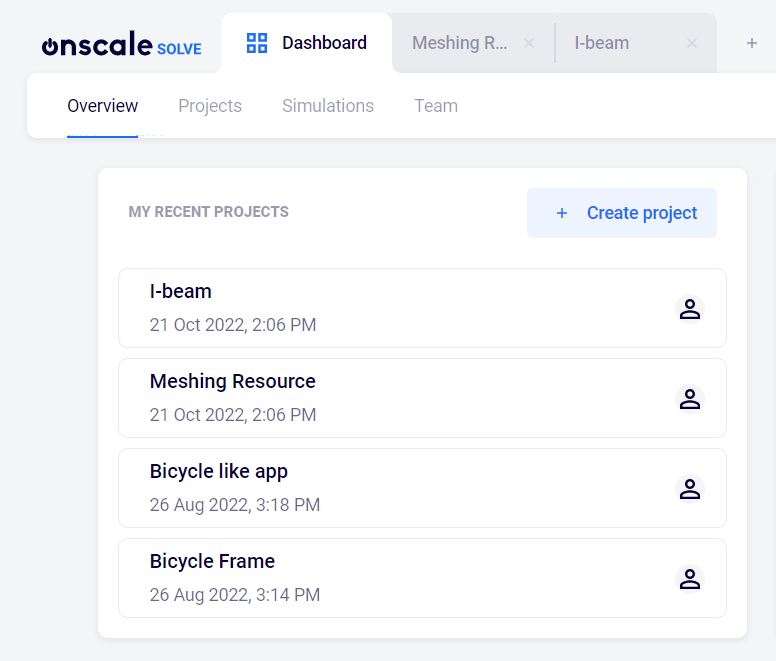 onscale SOLVE
Dashboard
Meshing R...
I-beam
Overview
Projects
Simulations
Team
MY RECENT PROJECTS
+ Create project
I-beam
21 Oct 2022, 2:06 PM
Meshing Resource
21 Oct 2022, 2:06 PM
Bicycle like app
26 Aug 2022, 3:18 PM
Bicycle Frame
26 Aug 2022, 3:14 PM